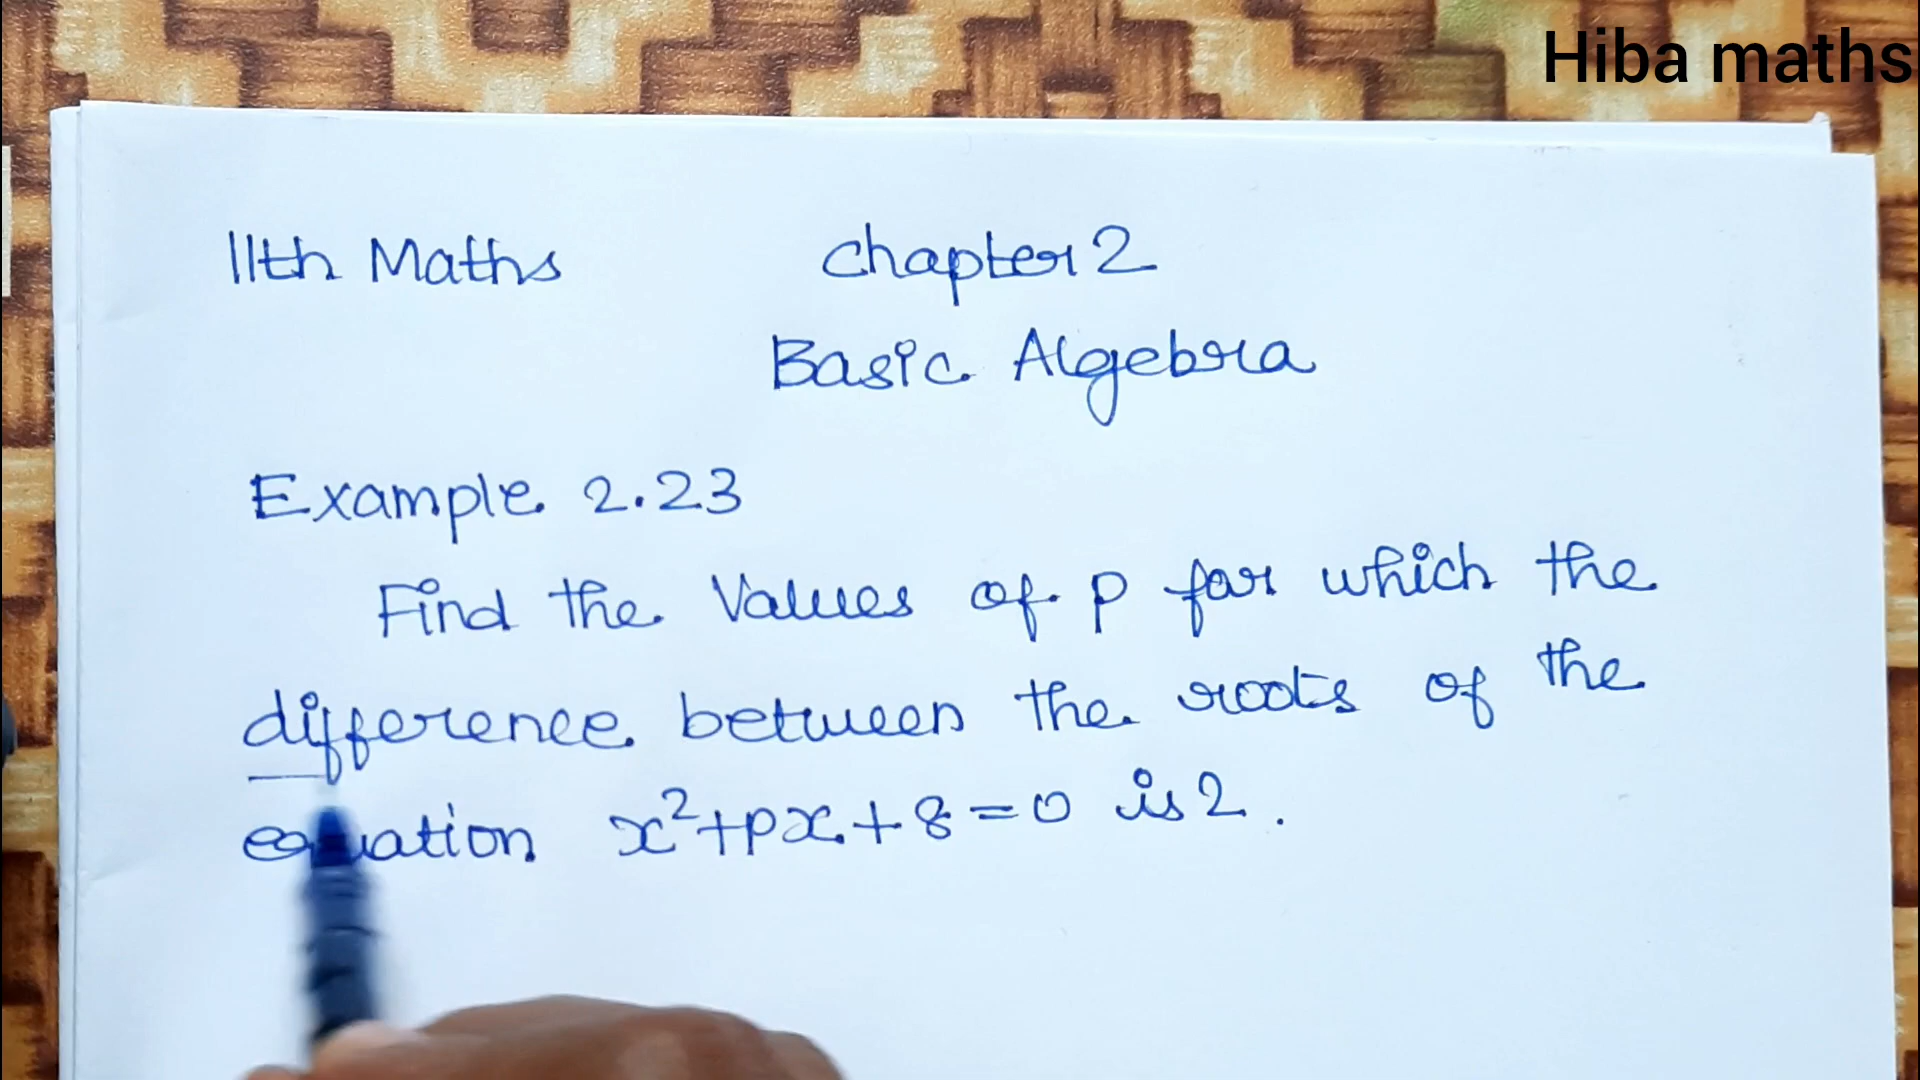 Hiba maths
11th Maths Chapter 2
Basic Algebra
Example 2.23
Find the Values of p for which the
difference between the roots of the
equation x²+px+8=0 is 2.